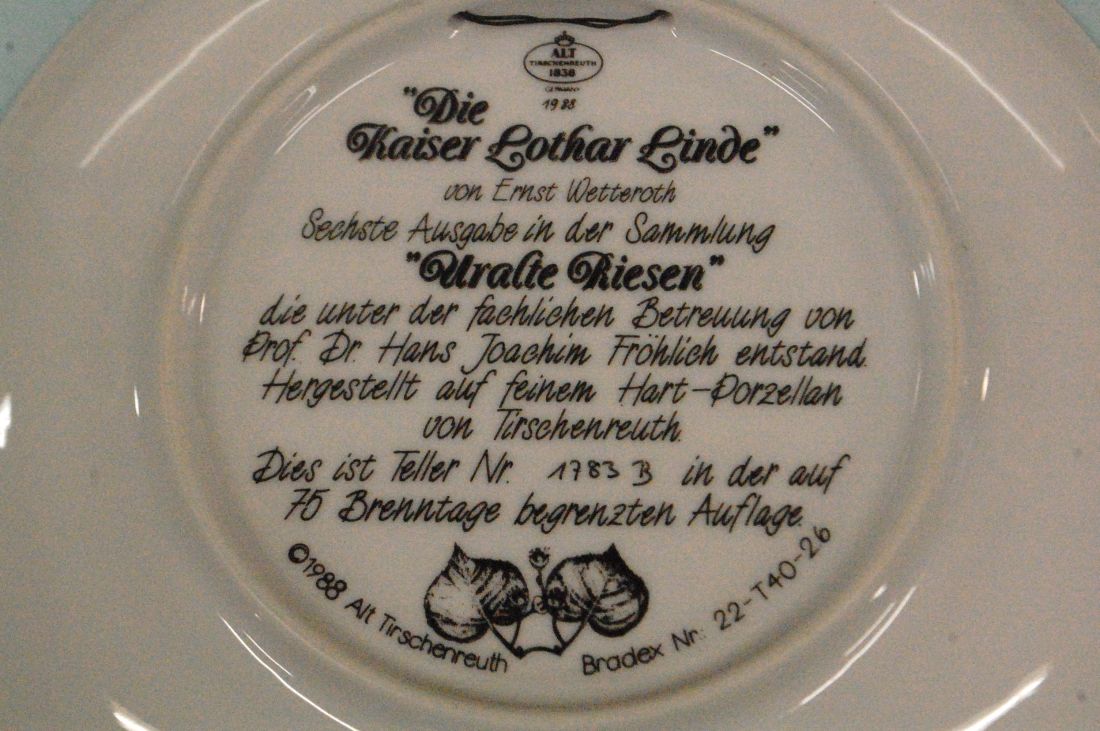 ALT
TIRSCHENREUTH
1838
GERMANY
1988
"Die
Kaiser Lothar Linde"
von Ernst Wetteroth
Sechste Ausgabe in der Sammlung
"Uralte Riesen"
die unter der fachlichen Betreuung von
Prof. Dr. Hans Joachim Fröhlich entstand.
Hergestellt auf feinem Hart-Porzellan
von Tirschenreuth.
Dies ist Teller Nr. 1783 B in der auf
75 Brenntage begrenzten Auflage.
©1988 Alt Tirschenreuth
Bradex Nr: 22-T40-26